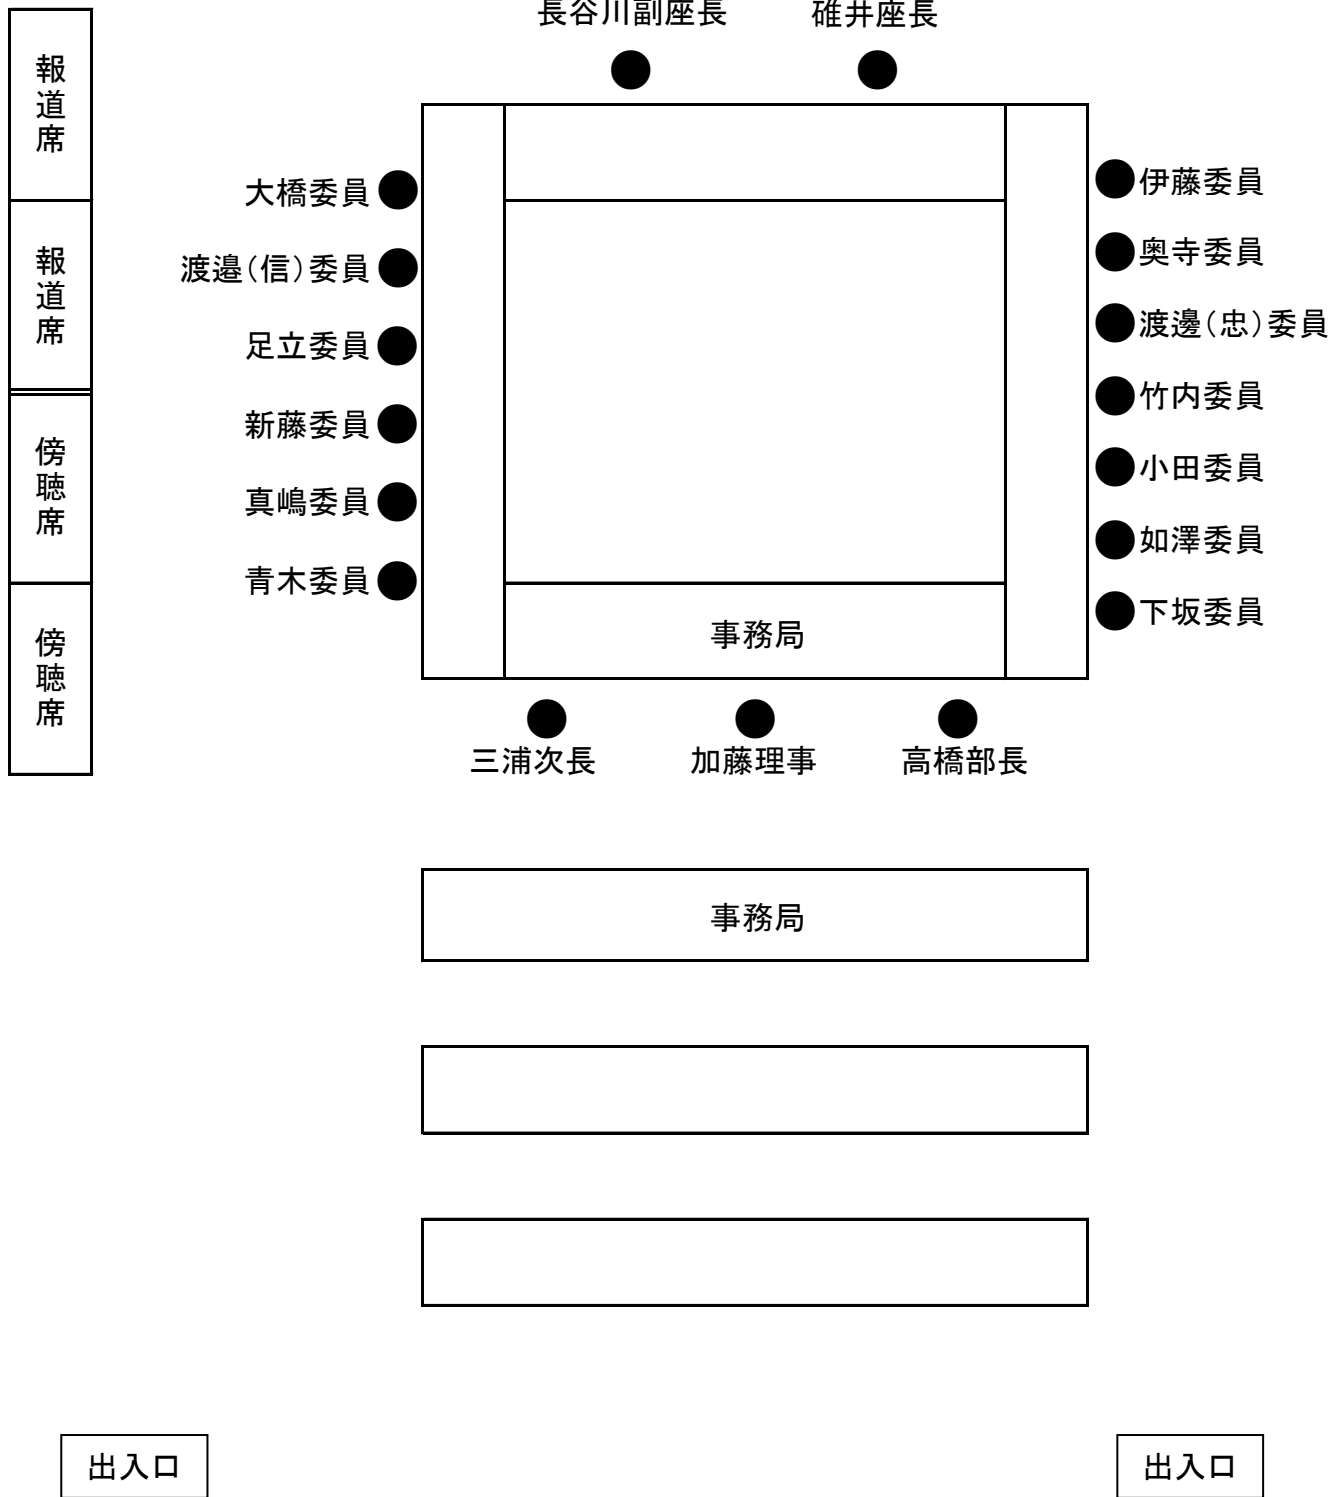 長谷川副座長
碓井座長
報道席
報道席
傍聴席
傍聴席
大橋委員
渡邉(信)委員
足立委員
新藤委員
真嶋委員
青木委員
伊藤委員
奥寺委員
渡邊(忠)委員
竹内委員
小田委員
如澤委員
下坂委員
事務局
三浦次長
加藤理事
高橋部長
事務局
出入口
出入口